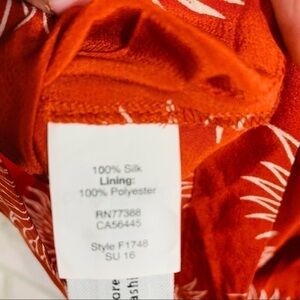 100% Silk
Lining:
100% Polyester
RN77388
CA56445
Style F1748
SU 16